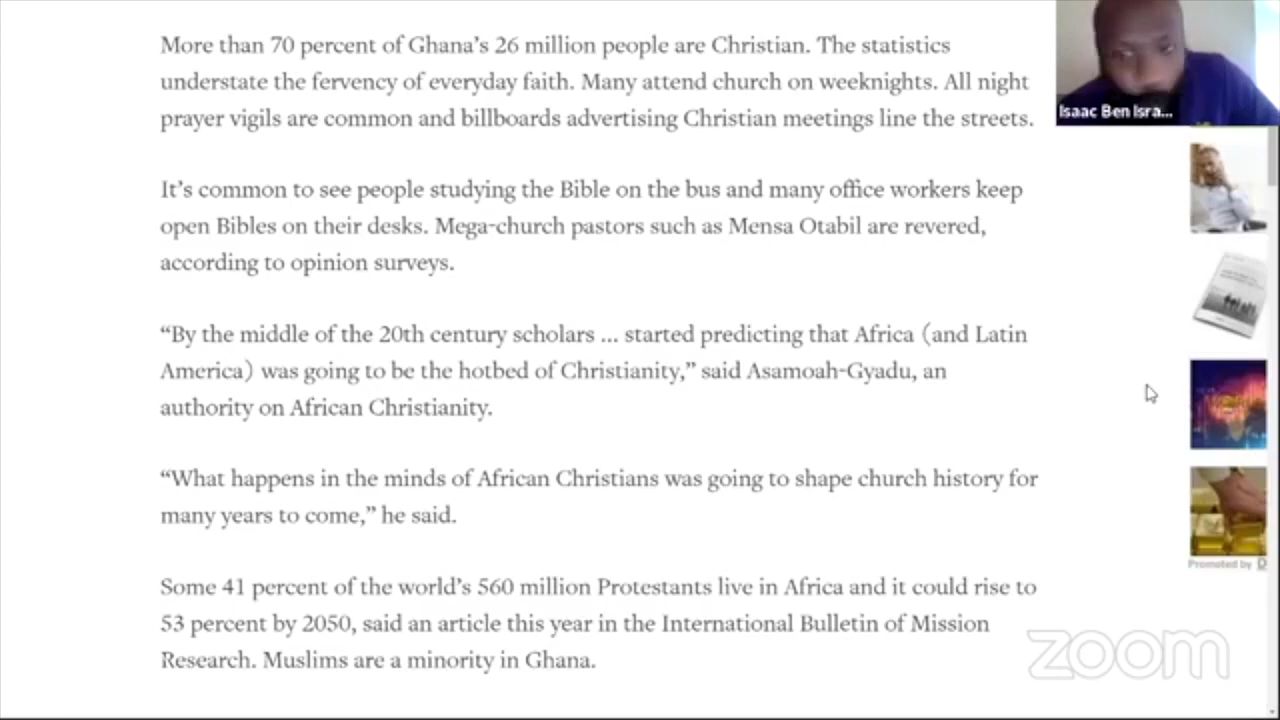 More than 70 percent of Ghana’s 26 million people are Christian. The statistics
understate the fervency of everyday faith. Many attend church on weeknights. All night
prayer vigils are common and billboards advertising Christian meetings line the streets.
Isaac Ben Isra...
It’s common to see people studying the Bible on the bus and many office workers keep
open Bibles on their desks. Mega-church pastors such as Mensa Otabil are revered,
according to opinion surveys.
“By the middle of the 20th century scholars ... started predicting that Africa (and Latin
America) was going to be the hotbed of Christianity,” said Asamoah-Gyadu, an
authority on African Christianity.
“What happens in the minds of African Christians was going to shape church history for
many years to come,” he said.
Promoted by
Some 41 percent of the world’s 560 million Protestants live in Africa and it could rise to
53 percent by 2050, said an article this year in the International Bulletin of Mission
Research. Muslims are a minority in Ghana.
zoom